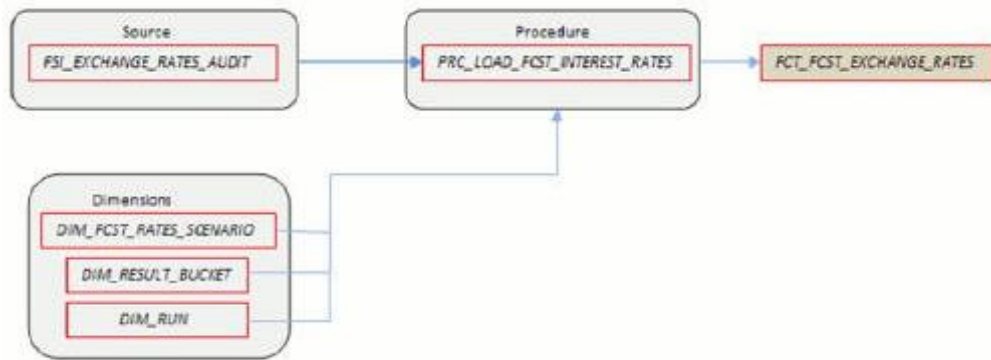 Source
FSI_EXCHANGE_RATES_AUDIT
Procedure
PRC_LOAD_FCST_INTEREST_RATES
FCT_FCST_EXCHANGE_RATES
Dimensions
DIM_FCST_RATES_SCENARIO
DIM_RESULT_BUCKET
DIM_RUN